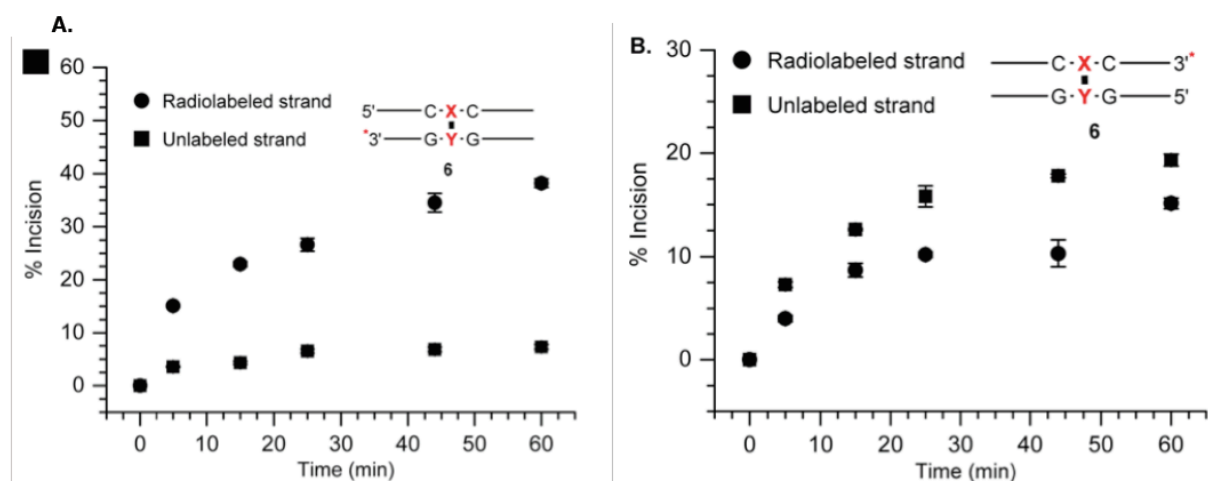 A.
60
50
40
30
20
10
0
% Incision
Radiolabeled strand
Unlabeled strand
5' C·X·C
*3' G·Y·G
6
0 10 20 30 40 50 60
Time (min)
B.
30
20
10
0
% Incision
Radiolabeled strand
Unlabeled strand
C·X·C 3'*
G·Y·G 5'
6
0 10 20 30 40 50 60
Time (min)